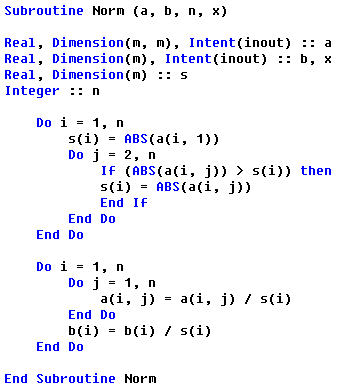 Subroutine Norm (a, b, n, x)
Real, Dimension(m, m), Intent(inout) :: a
Real, Dimension(m), Intent(inout) :: b, x
Real, Dimension(m) :: s
Integer :: n
Do i = 1, n
s(i) = ABS(a(i, 1))
Do j = 2, n
If (ABS(a(i, j)) > s(i)) then
s(i) = ABS(a(i, j))
End If
End Do
End Do
Do i = 1, n
Do j = 1, n
a(i, j) = a(i, j) / s(i)
End Do
b(i) = b(i) / s(i)
End Do
End Subroutine Norm